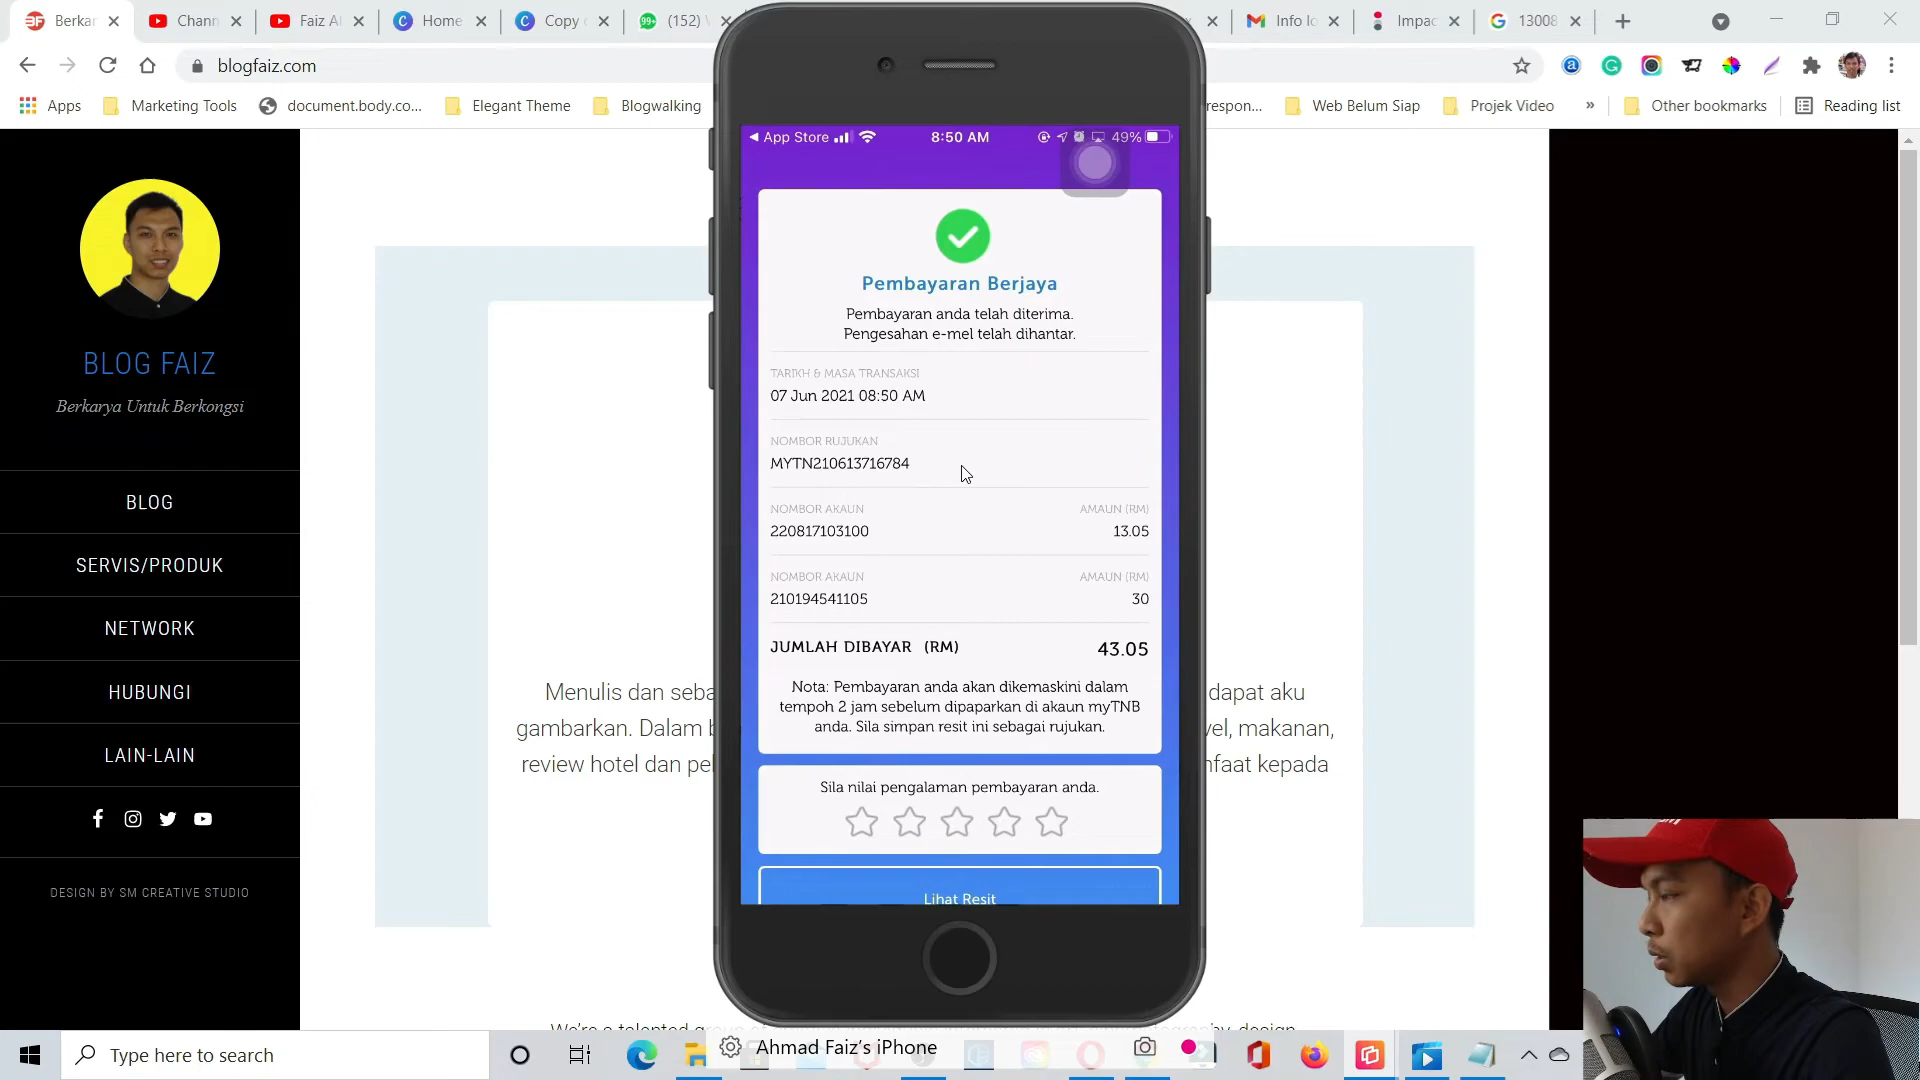 Berkar
Chann
Faiz A
Home
Copy
(152)
Info lo
Impac
13008
blogfaiz.com
Apps
Marketing Tools
document.body.co...
Elegant Theme
Blogwalking
respon...
Web Belum Siap
Projek Video
»
Other bookmarks
Reading list
BLOG FAIZ
Berkarya Untuk Berkongsi
BLOG
SERVIS/PRODUK
NETWORK
HUBUNGI
LAIN-LAIN
DESIGN BY SM CREATIVE STUDIO
App Store
8:50 AM
49%
Pembayaran Berjaya
Pembayaran anda telah diterima.
Pengesahan e-mel telah dihantar.
TARIKH & MASA TRANSAKSI
07 Jun 2021 08:50 AM
NOMBOR RUJUKAN
MYTN210613716784
NOMBOR AKAUN AMAUN (RM)
220817103100 13.05
NOMBOR AKAUN AMAUN (RM)
210194541105 30
JUMLAH DIBAYAR (RM) 43.05
Nota: Pembayaran anda akan dikemaskini dalam
tempoh 2 jam sebelum dipaparkan di akaun myTNB
anda. Sila simpan resit ini sebagai rujukan.
Sila nilai pengalaman pembayaran anda.
Lihat Resit
Menulis dan seba dapat aku
gambarkan. Dalam vel, makanan,
review hotel dan pel nfaat kepada
We're a talented group
Type here to search
Ahmad Faiz's iPhone